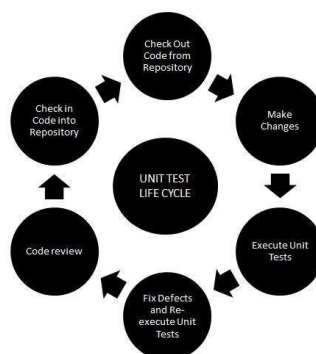 Check Out
Code from
Repository
Make
Changes
Execute Unit
Tests
Fix Defects
and Re-
execute Unit
Tests
Code review
Check in
Code into
Repository
UNIT TEST
LIFE CYCLE